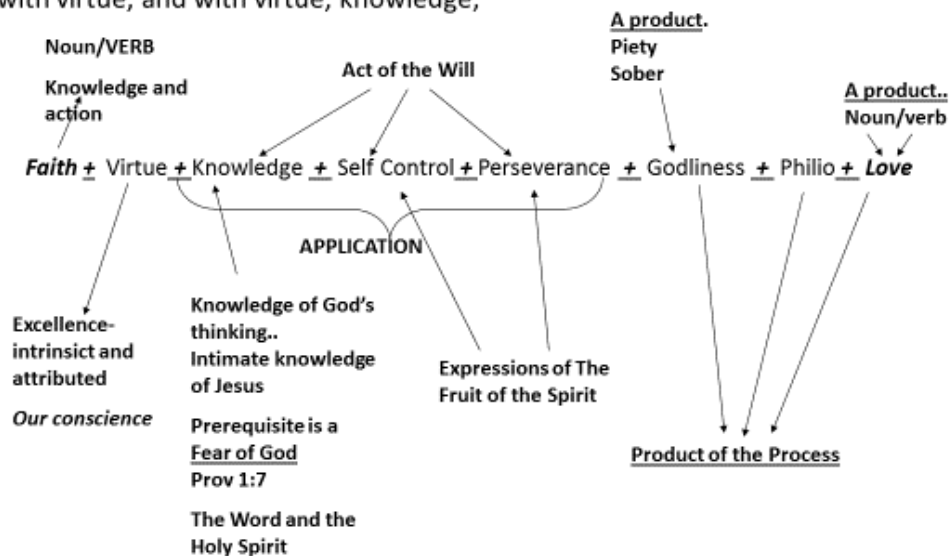 with virtue, and with virtue, knowledge,
Noun/VERB
Knowledge and
action
Act of the Will
A product.
Piety
Sober
A product..
Noun/verb
Faith + Virtue + Knowledge + Self Control + Perseverance + Godliness + Philio + Love
APPLICATION
Excellence-
intrinsict and
attributed
Our conscience
Knowledge of God's
thinking..
Intimate knowledge
of Jesus
Prerequisite is a
Fear of God
Prov 1:7
The Word and the
Holy Spirit
Expressions of The
Fruit of the Spirit
Product of the Process